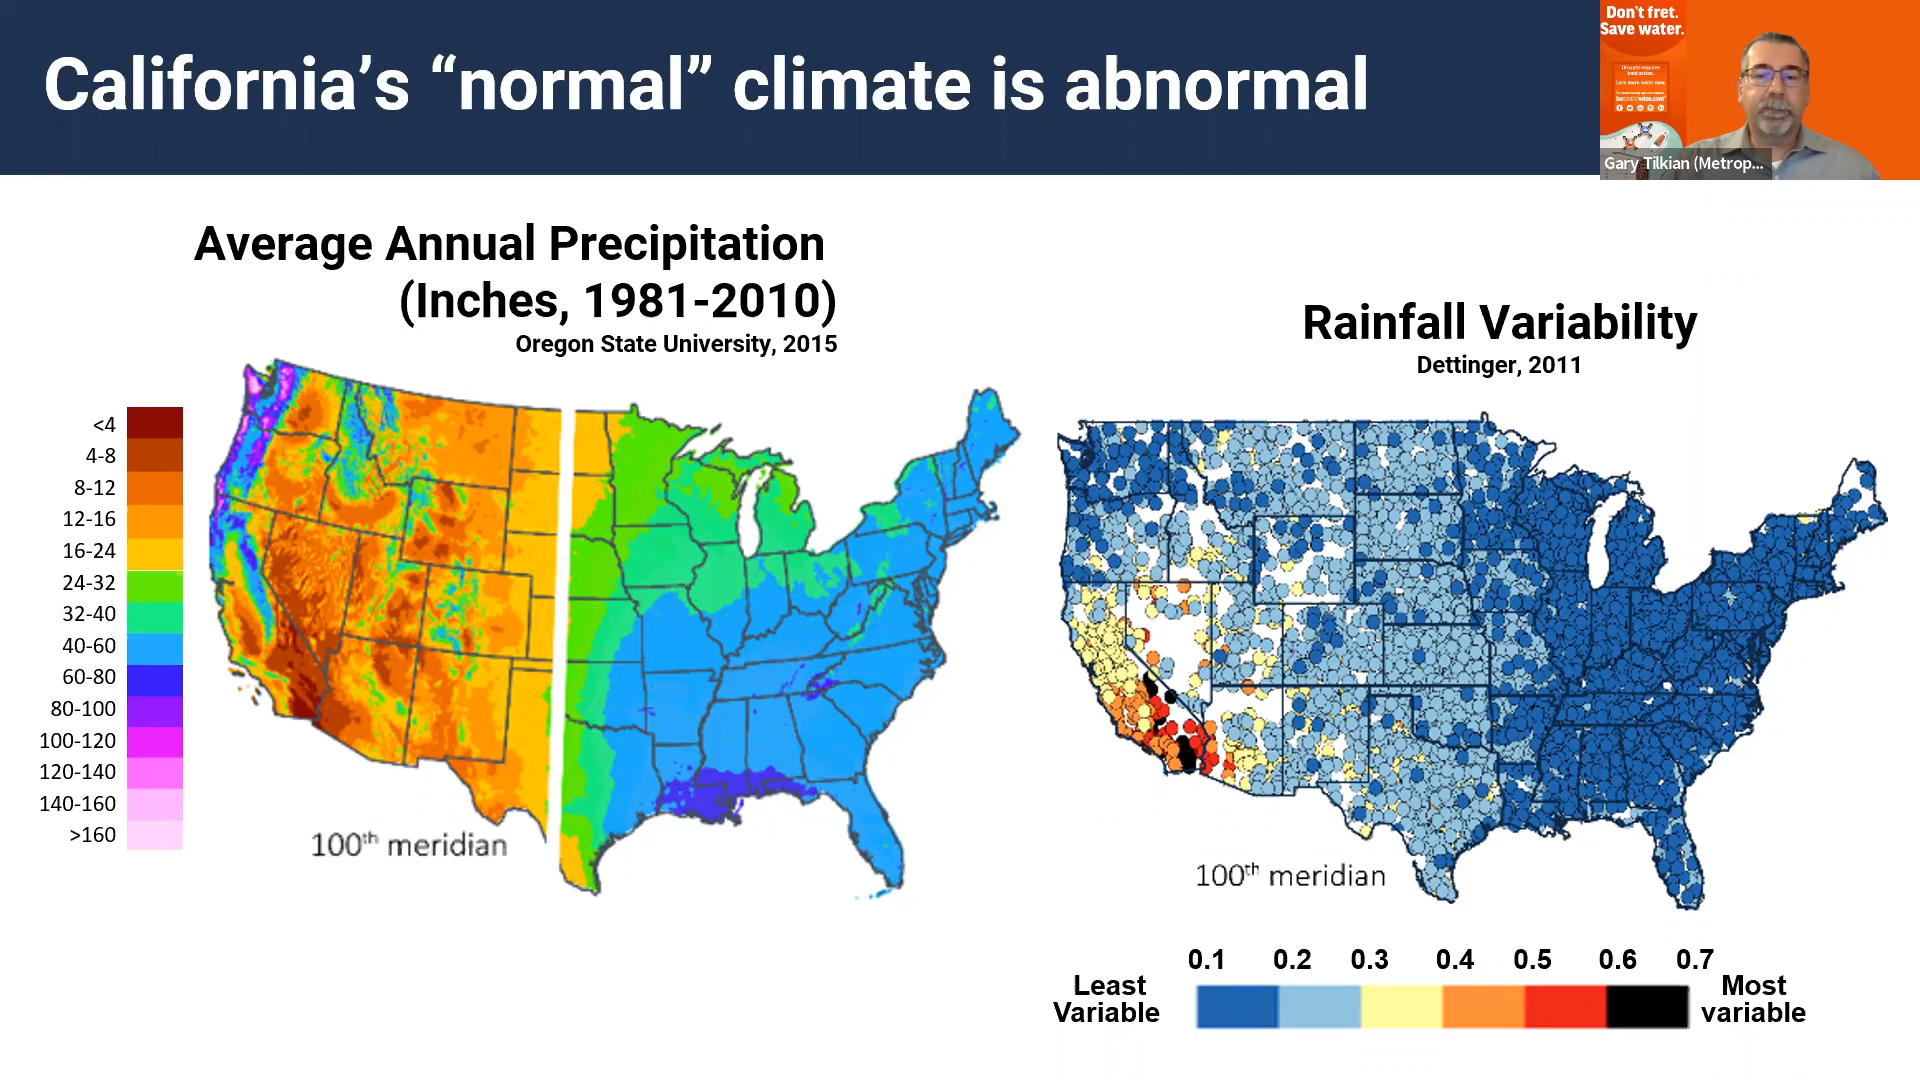 California’s “normal” climate is abnormal
Don't fret.
Save water.
Gary Tilkian (Metrop...
Average Annual Precipitation
(Inches, 1981-2010)
Oregon State University, 2015
<4
4-8
8-12
12-16
16-24
24-32
32-40
40-60
60-80
80-100
100-120
120-140
140-160
>160
100th meridian
Rainfall Variability
Dettinger, 2011
100th meridian
0.1 0.2 0.3 0.4 0.5 0.6 0.7
Least
Variable
Most
variable